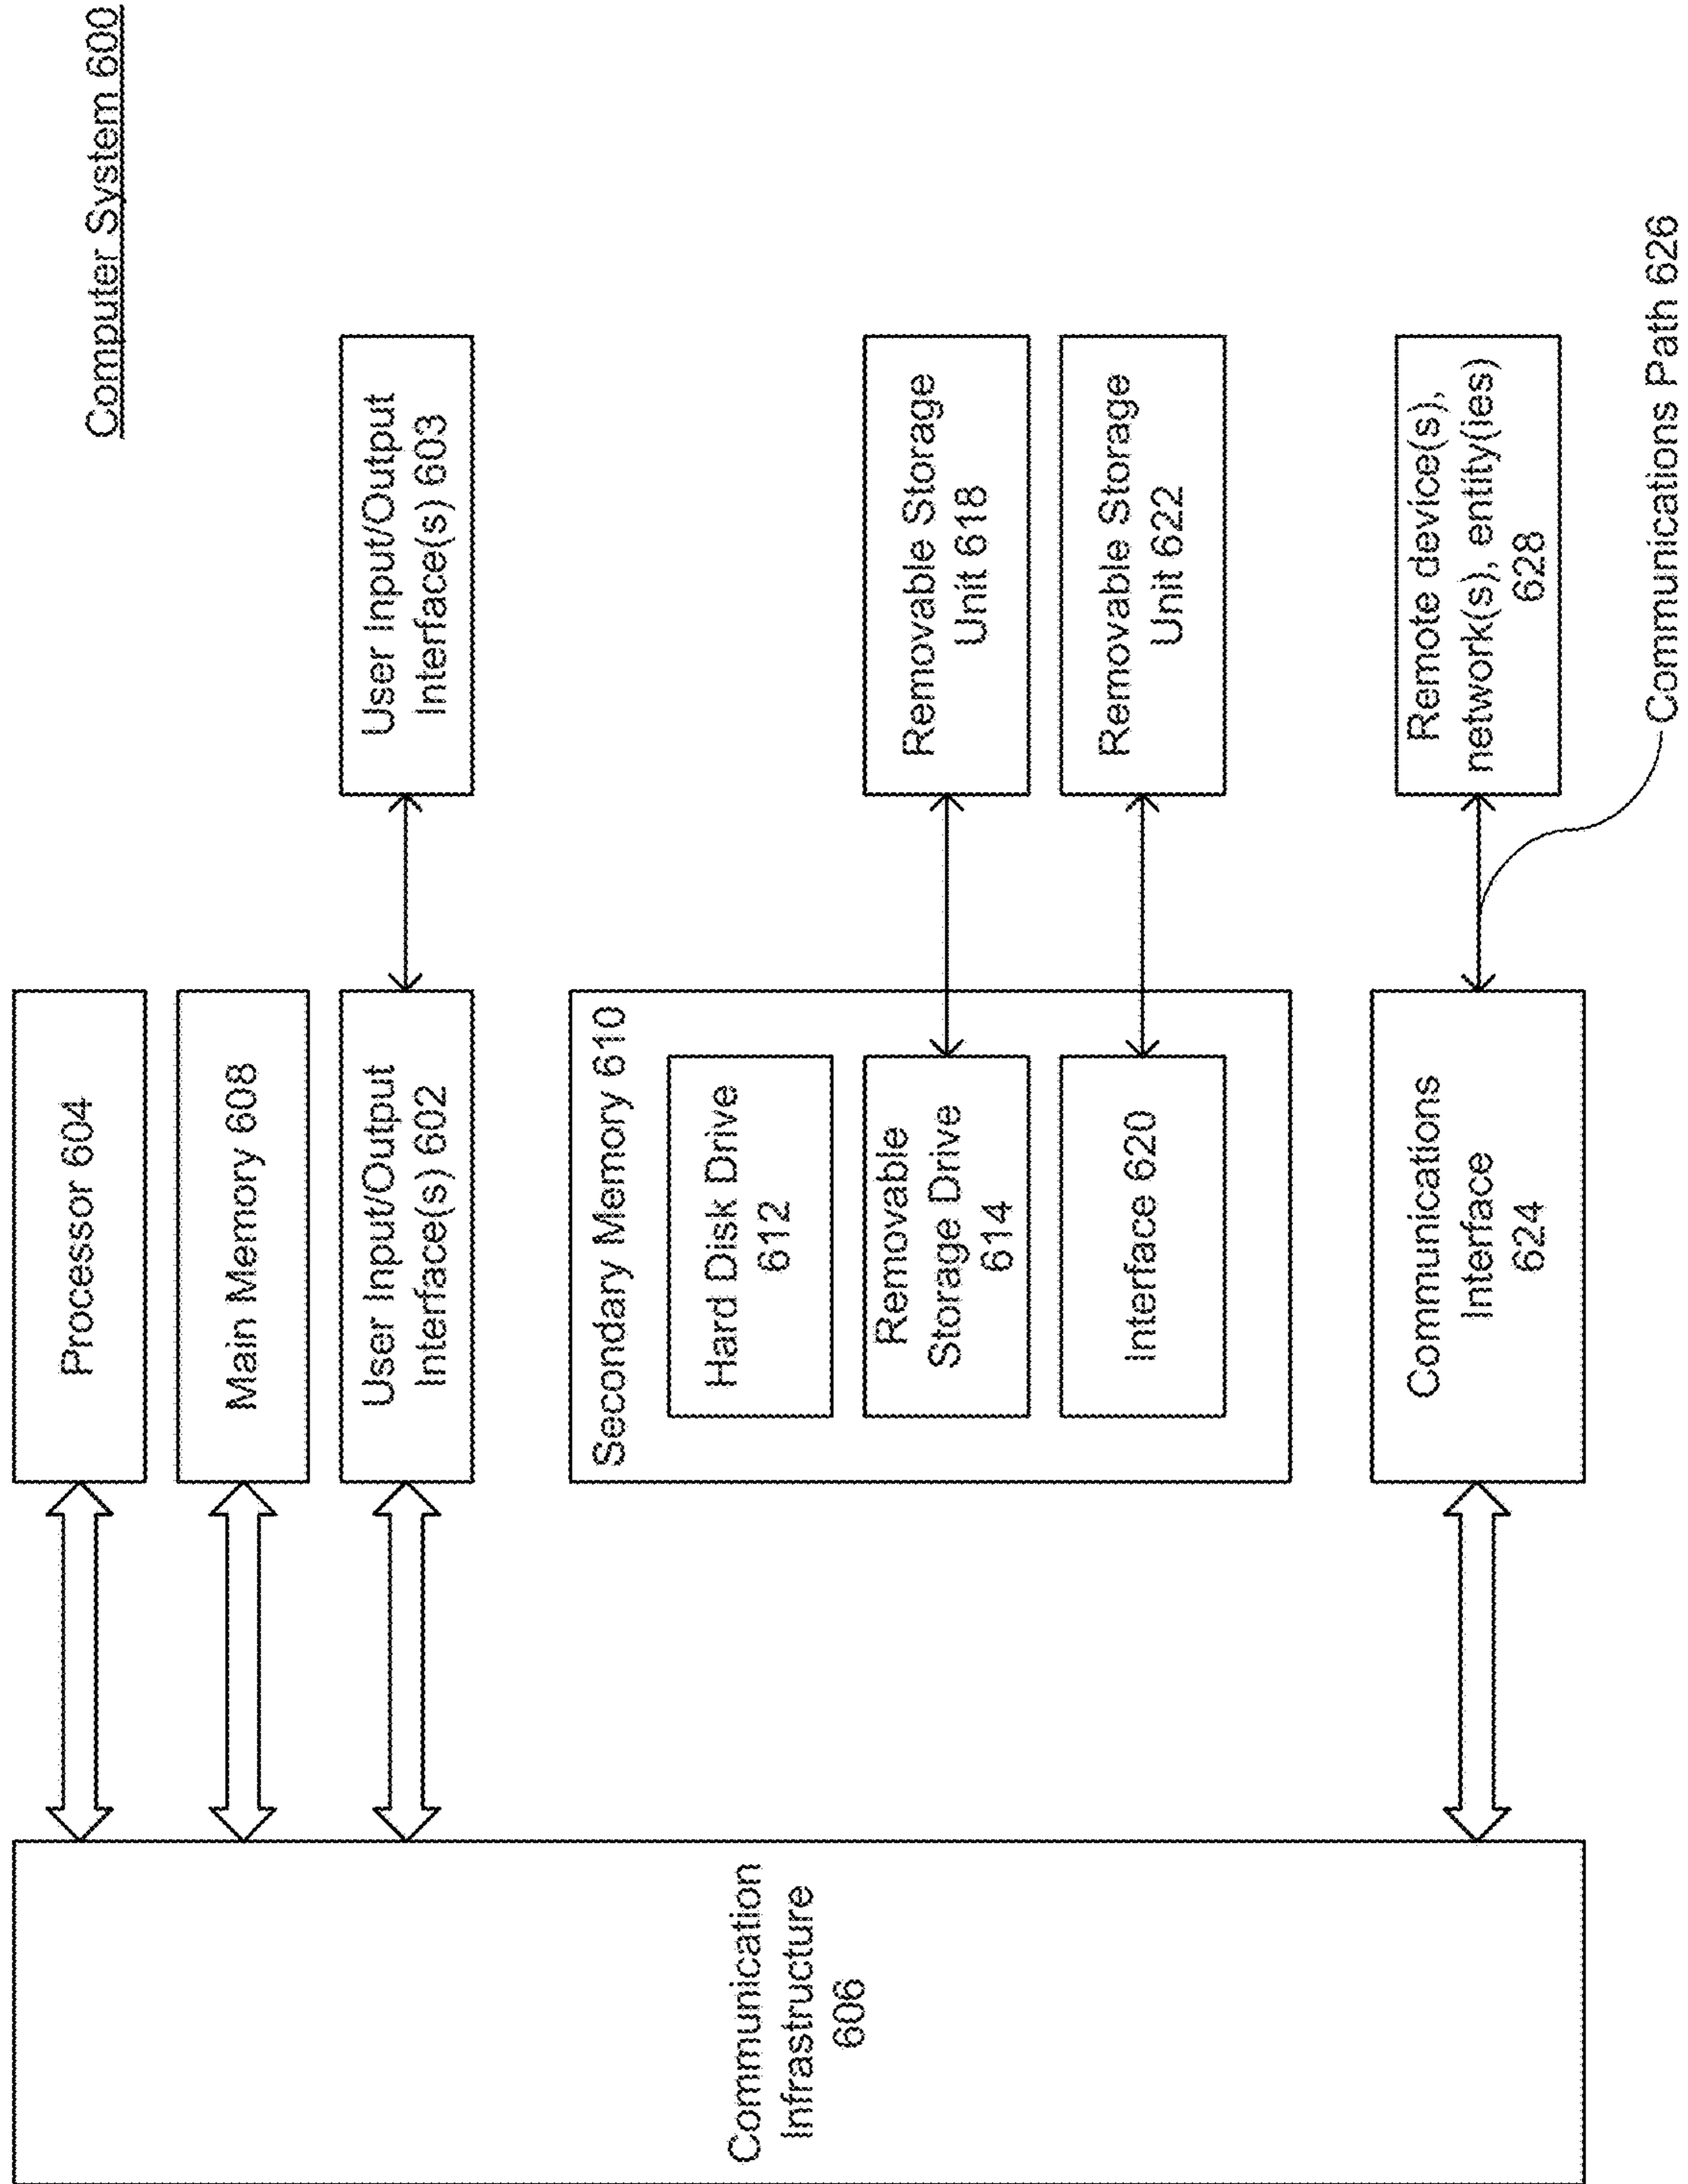 Computer System 600
Processor 604
Main Memory 608
User Input/Output
Interface(s) 602
User Input/Output
Interface(s) 603
Secondary Memory 610
Hard Disk Drive
612
Removable
Storage Drive
614
Removable Storage
Unit 618
Interface 620
Removable Storage
Unit 622
Communications
Interface
624
Remote device(s),
network(s), entity(ies)
628
Communications Path 626
Communication
Infrastructure
606